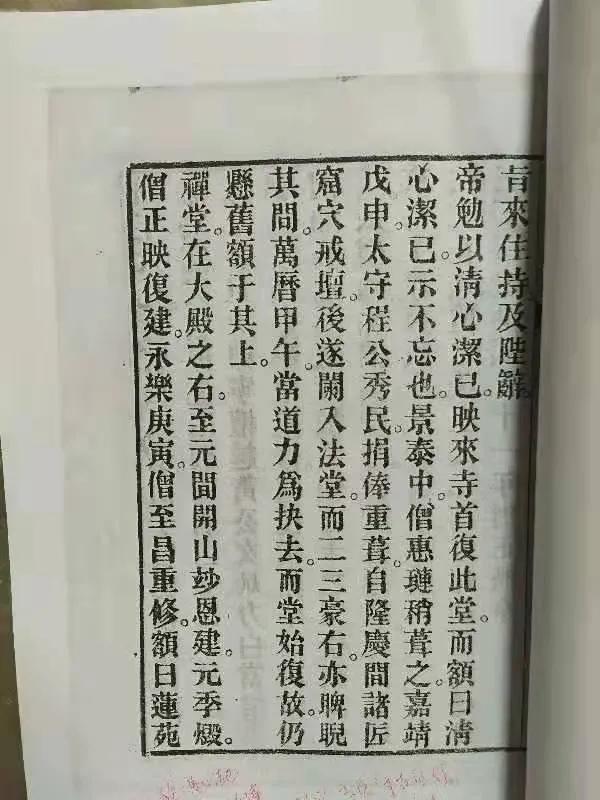 旨來住持及陛辭。
帝勉以清心潔已。映來寺首復此堂。而額曰清
心潔已。示不忘也。景泰中。僧惠璉稍葺之。嘉靖
戊申。太守程公秀民。捐俸重葺。自隆慶間諸匠
窟穴戒壇。後遂闌入法堂。而二三豪右。亦睥睨
其間。萬曆甲午。當道力爲抉去。而堂始復故。仍
懸舊額于其上。
禪堂。在大殿之右。至元間開山玅恩建。元季燬。
僧正映復建。永樂庚寅。僧至昌重修。額曰蓮苑